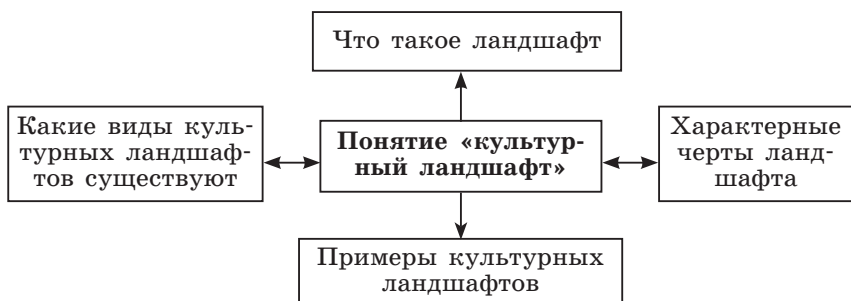 Что такое ландшафт
Какие виды куль-
турных ландшаф-
тов существуют
Понятие «культур-
ный ландшафт»
Характерные
черты ланд-
шафта
Примеры культурных
ландшафтов